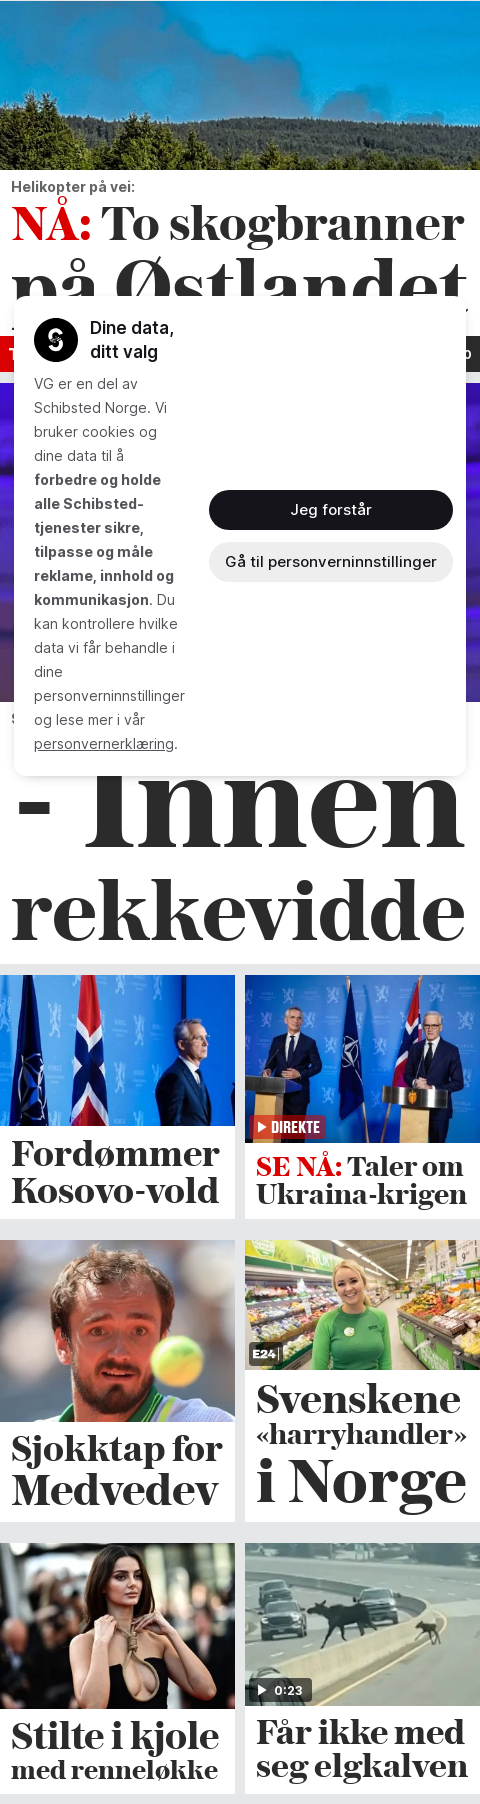 Helikopter på vei:
NÅ: To skogbranner
på Østlandet
Dine data,
ditt valg
VG er en del av
Schibsted Norge. Vi
bruker cookies og
dine data til å
forbedre og holde
alle Schibsted-
tjenester sikre,
tilpasse og måle
reklame, innhold og
kommunikasjon. Du
kan kontrollere hvilke
data vi får behandle i
dine
personverninnstillinger
og lese mer i vår
personvernerklæring.
Jeg forstår
Gå til personverninnstillinger
- Innen
rekkevidde
Fordømmer
Kosovo-vold
DIREKTE
SE NÅ: Taler om
Ukraina-krigen
Sjokktap for
Medvedev
E24
Svenskene
«harryhandler»
i Norge
Stilte i kjole
med renneløkke
0:23
Får ikke med
seg elgkalven